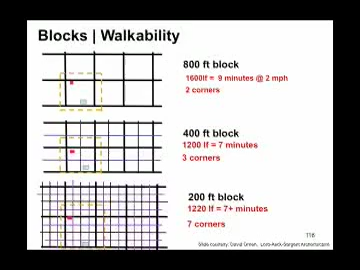 Blocks | Walkability
800 ft block
1600lf = 9 minutes @ 2 mph
2 corners
400 ft block
1200 lf = 7 minutes
3 corners
200 ft block
1220 lf = 7+ minutes
7 corners
116
Slide courtesy: David Green, Lord-Aeck-Sargent Architecture